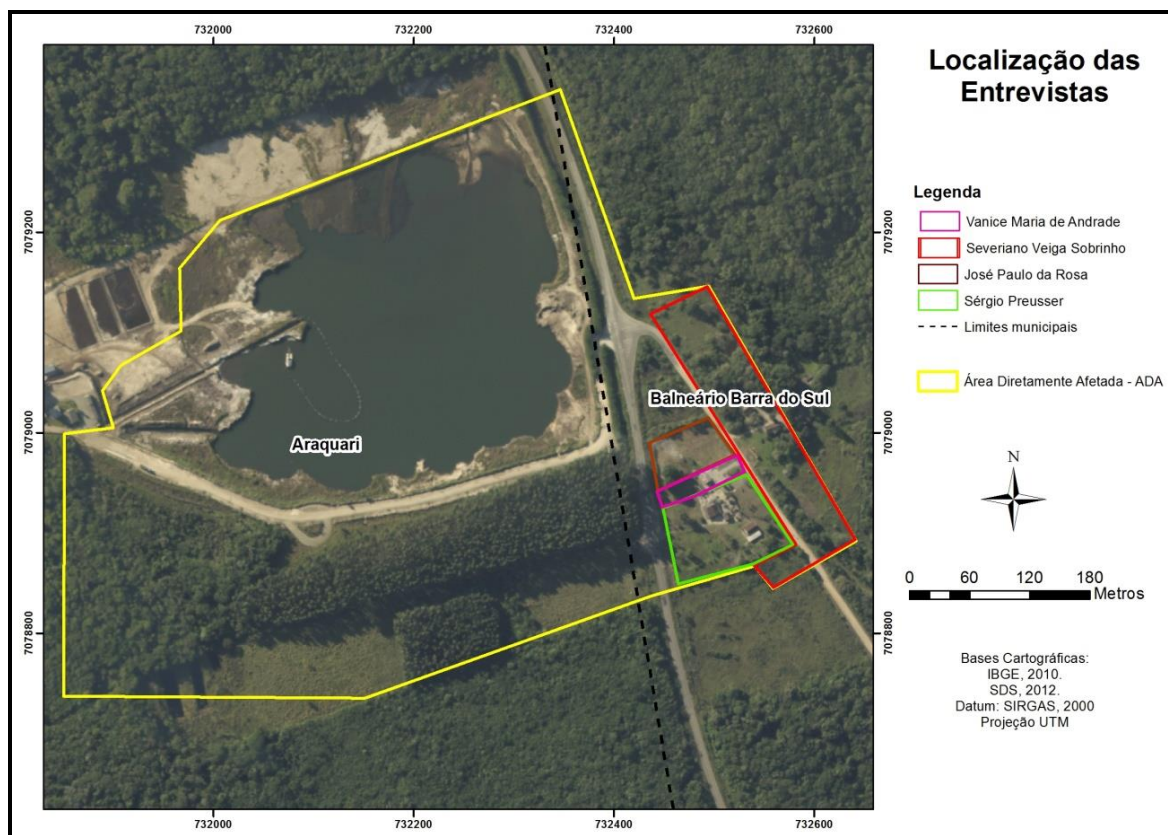 732000 732200 732400 732600
Localização das
Entrevistas
Legenda
Vanice Maria de Andrade
Severiano Veiga Sobrinho
José Paulo da Rosa
Sérgio Preusser
Limites municipais
Área Diretamente Afetada - ADA
7079200
7079200
Balneário Barra do Sul
Araquari
7079000
7079000
N
0 60 120 180
Metros
7078800
7078800
Bases Cartográficas:
IBGE, 2010.
SDS, 2012.
Datum: SIRGAS, 2000
Projeção UTM
732000 732200 732400 732600